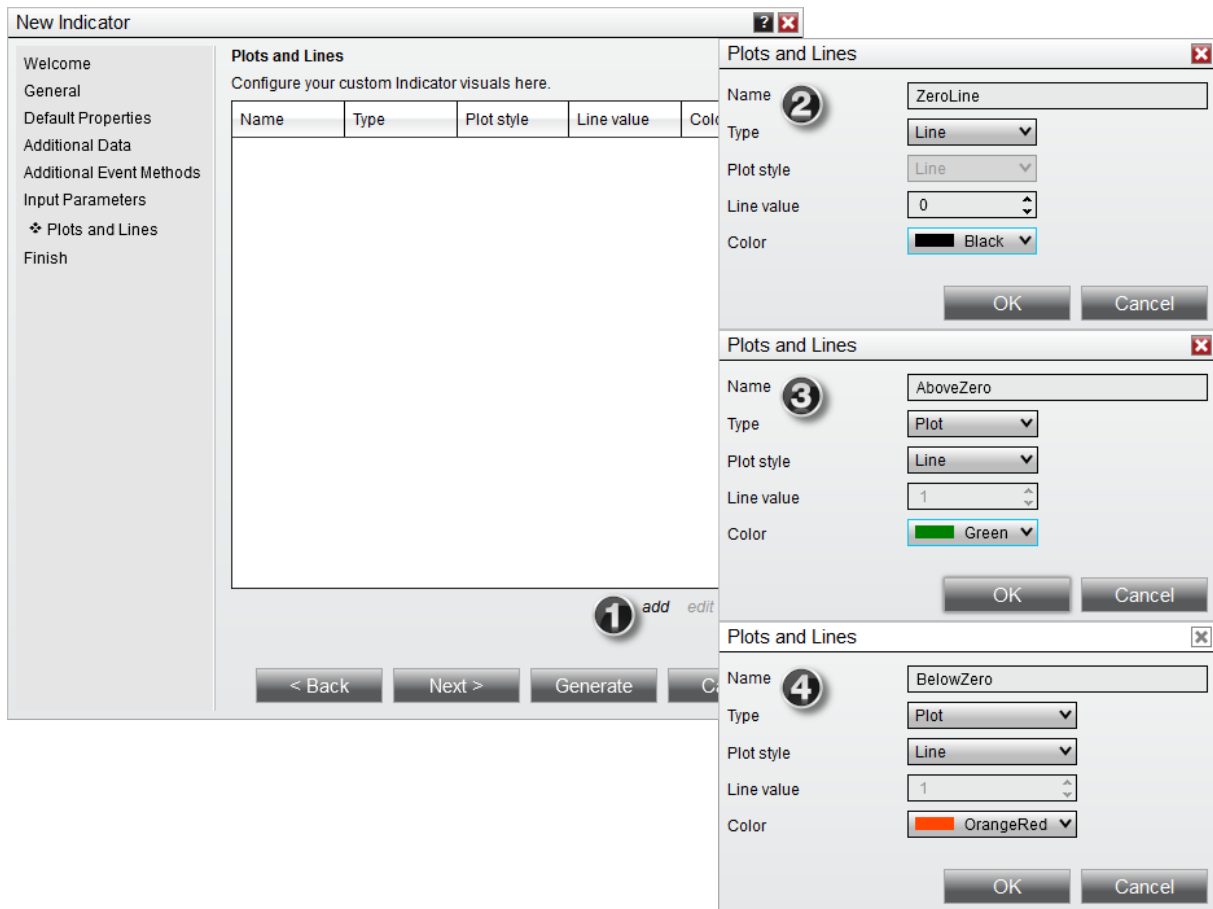 New Indicator
?
Welcome
General
Default Properties
Additional Data
Additional Event Methods
Input Parameters
Plots and Lines
Finish
Plots and Lines
Configure your custom Indicator visuals here.
Name Type Plot style Line value
1 add edit
< Back Next > Generate
Plots and Lines
Name 2 ZeroLine
Type Line
Plot style Line
Line value 0
Color Black
OK Cancel
Plots and Lines
Name 3 AboveZero
Type Plot
Plot style Line
Line value 1
Color Green
OK Cancel
Plots and Lines
Name 4 BelowZero
Type Plot
Plot style Line
Line value 1
Color OrangeRed
OK Cancel